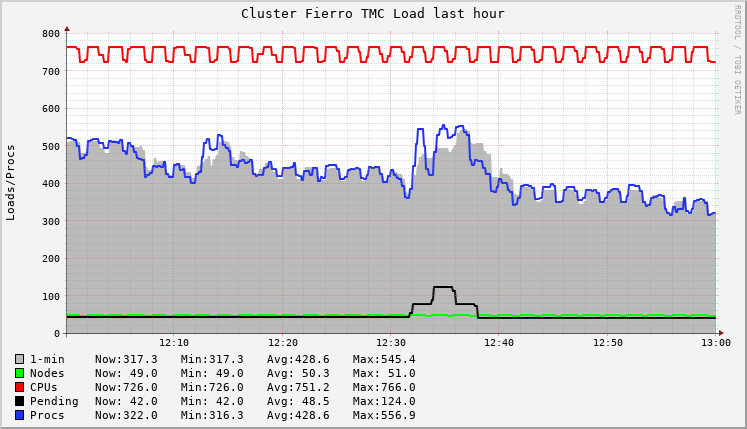 Cluster Fierro TMC Load last hour
RRDTOOL / TOBI OETIKER
Loads/Procs
800
700
600
500
400
300
200
100
0
12:10 12:20 12:30 12:40 12:50 13:00
1-min Now:317.3 Min:317.3 Avg:428.6 Max:545.4
Nodes Now: 49.0 Min: 49.0 Avg: 50.3 Max: 51.0
CPUs Now:726.0 Min:726.0 Avg:751.2 Max:766.0
Pending Now: 42.0 Min: 42.0 Avg: 48.5 Max:124.0
Procs Now:322.0 Min:316.3 Avg:428.6 Max:556.9